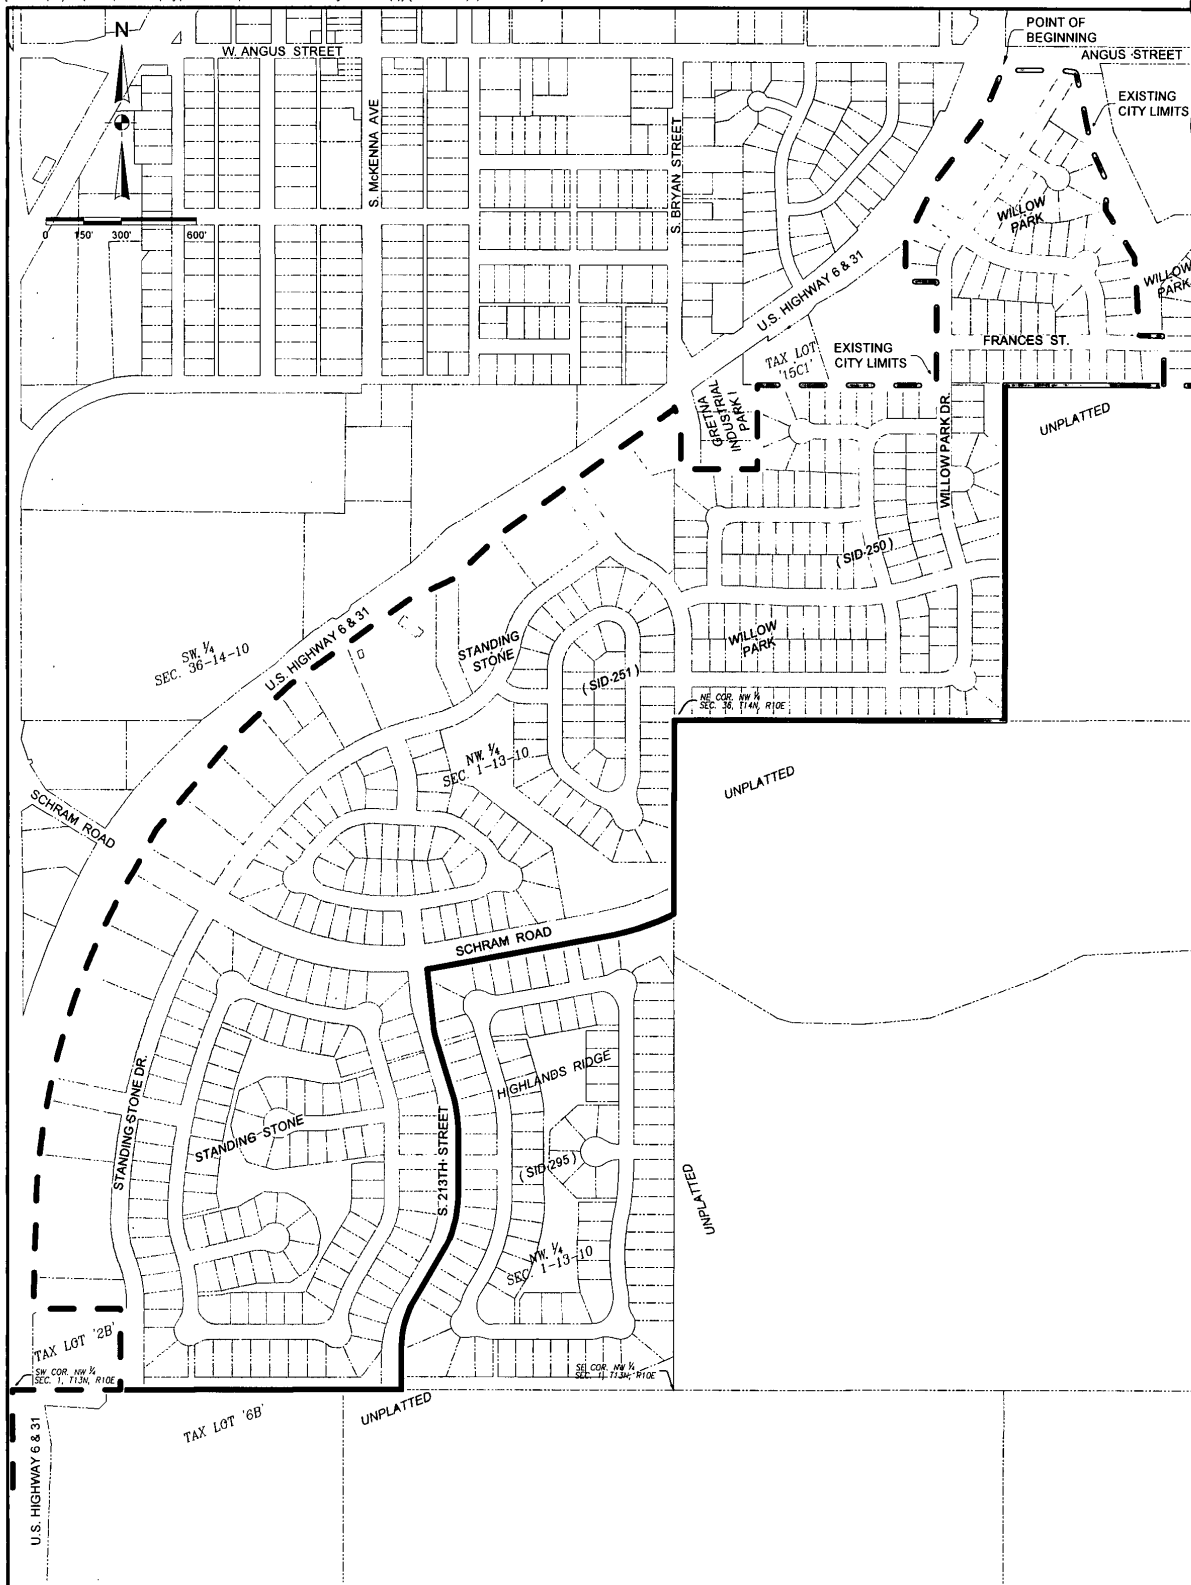 POINT OF
BEGINNING
N
W. ANGUS STREET
ANGUS STREET
EXISTING
CITY LIMITS
S. McKENNA AVE
S. BRYAN STREET
WILLOW
PARK
0 150' 300' 600'
WILLOW
PARK
U.S. HIGHWAY 6 & 31
FRANCES ST.
TAX LOT
'15C1'
EXISTING
CITY LIMITS
GRETNA
INDUSTRIAL
PARK I
WILLOW PARK DR.
UNPLATTED
( SID-250 )
U.S. HIGHWAY 6 & 31
STANDING
STONE
WILLOW
PARK
SW. ¼
SEC. 36-14-10
( SID-251 )
NE COR. NW ¼
SEC. 36, T14N, R10E
NW. ¼
SEC. 1-13-10
UNPLATTED
SCHRAM ROAD
SCHRAM ROAD
STANDING STONE DR.
HIGHLANDS RIDGE
STANDING STONE
S. 213TH STREET
( SID-295 )
UNPLATTED
NW. ¼
SEC. 1-13-10
TAX LOT '2B'
SW COR. NW ¼
SEC. 1, T13N, R10E
SE COR. NW ¼
SEC. 1, T13N, R10E
TAX LOT '6B'
UNPLATTED
U.S. HIGHWAY 6 & 31